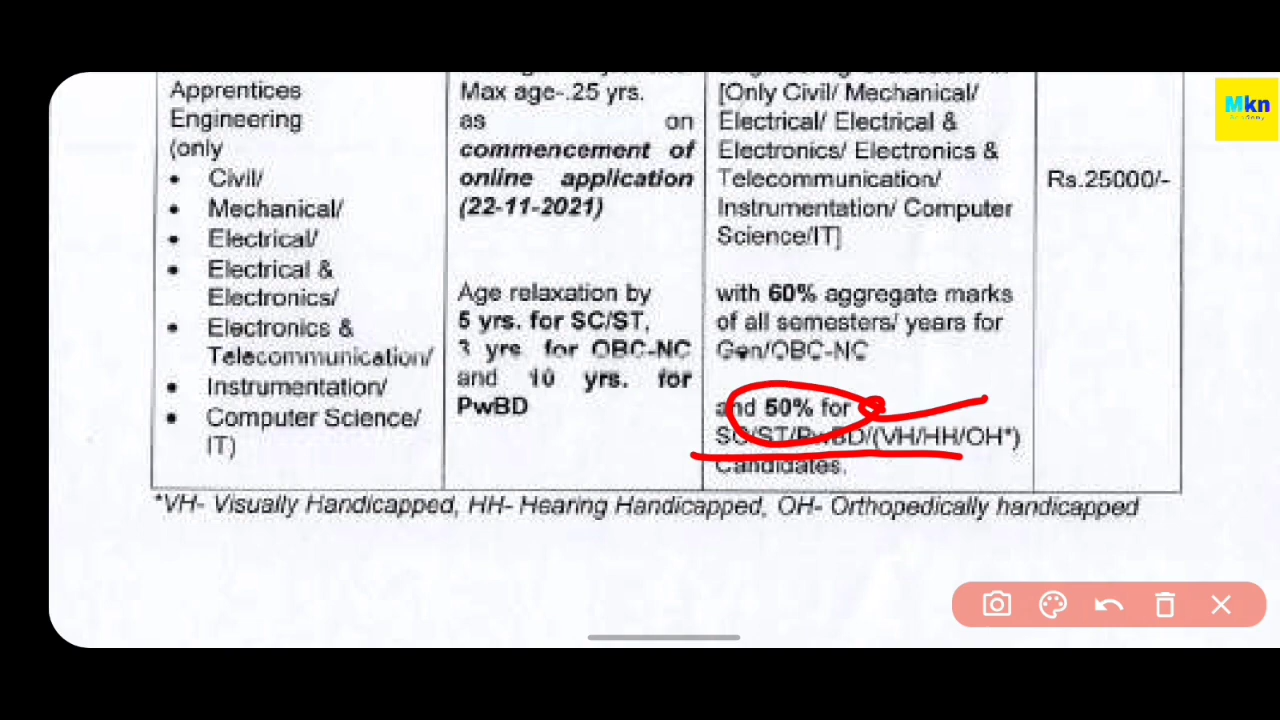 Apprentices
Engineering
(only
• Civil/
• Mechanical/
• Electrical/
• Electrical &
Electronics/
• Electronics &
Telecommunication/
• Instrumentation/
• Computer Science/
IT)
Max age-.25 yrs.
as on
commencement of
online application
(22-11-2021)
Age relaxation by
5 yrs. for SC/ST,
3 yrs for OBC-NC
and 10 yrs. for
PwBD
[Only Civil/ Mechanical/
Electrical/ Electrical &
Electronics/ Electronics &
Telecommunication/
Instrumentation/ Computer
Science/IT]
with 60% aggregate marks
of all semesters/ years for
Gen/OBC-NC
and 50% for
SC/ST/PwBD/(VH/HH/OH*)
Candidates.
Rs.25000/-
*VH- Visually Handicapped, HH- Hearing Handicapped, OH- Orthopedically handicapped
Mkn